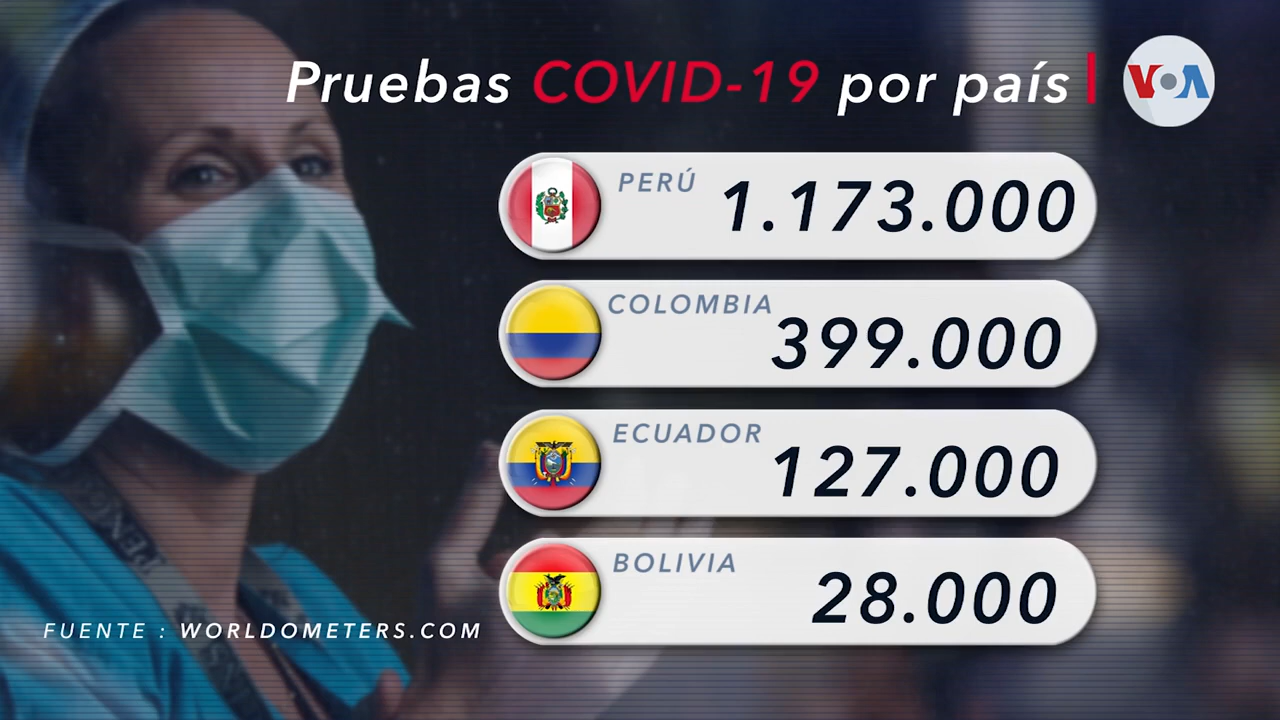 Pruebas COVID-19 por país
VOA
PERÚ 1.173.000
COLOMBIA 399.000
ECUADOR 127.000
BOLIVIA 28.000
FUENTE : WORLDOMETERS.COM